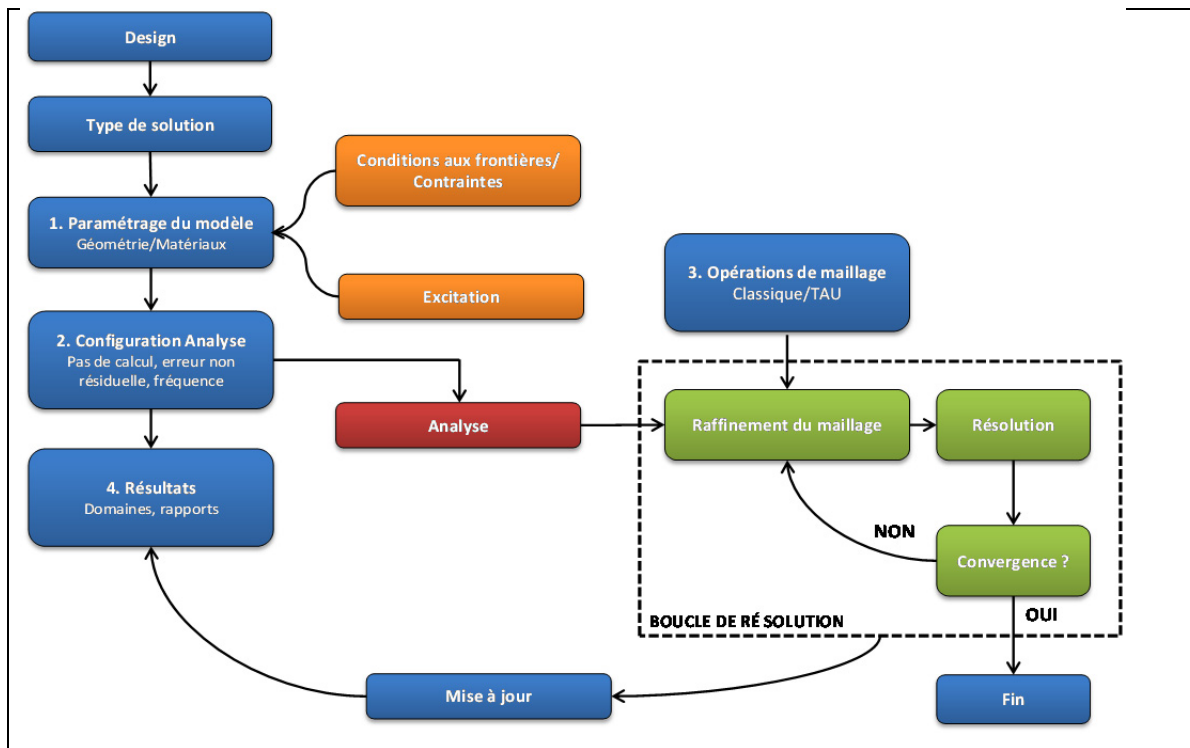 Design
Type de solution
Conditions aux frontières/
Contraintes
1. Paramétrage du modèle
Géométrie/Matériaux
Excitation
3. Opérations de maillage
Classique/TAU
2. Configuration Analyse
Pas de calcul, erreur non
résiduelle, fréquence
Analyse
Raffinement du maillage
Résolution
4. Résultats
Domaines, rapports
NON
Convergence ?
BOUCLE DE RÉSOLUTION
OUI
Mise à jour
Fin